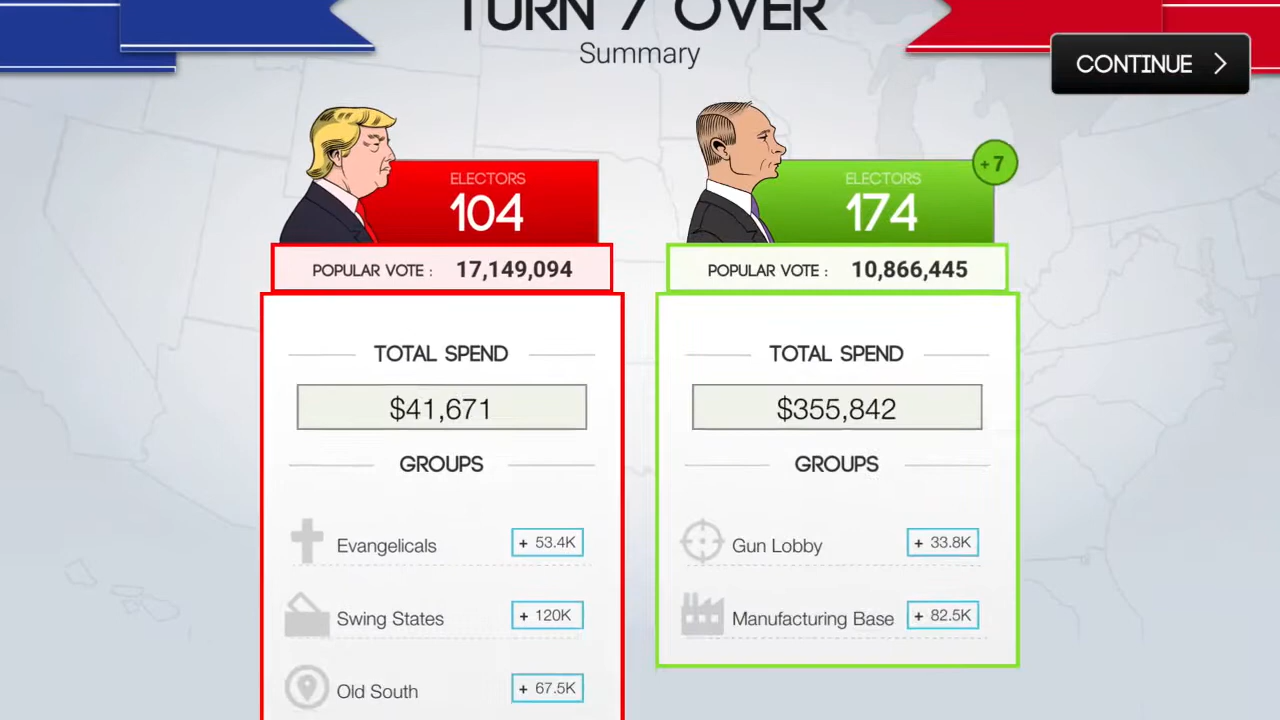 TURN 7 OVER
Summary
CONTINUE
ELECTORS
104
POPULAR VOTE : 17,149,094
TOTAL SPEND
$41,671
GROUPS
Evangelicals + 53.4K
Swing States + 120K
Old South + 67.5K
+7
ELECTORS
174
POPULAR VOTE : 10,866,445
TOTAL SPEND
$355,842
GROUPS
Gun Lobby + 33.8K
Manufacturing Base + 82.5K